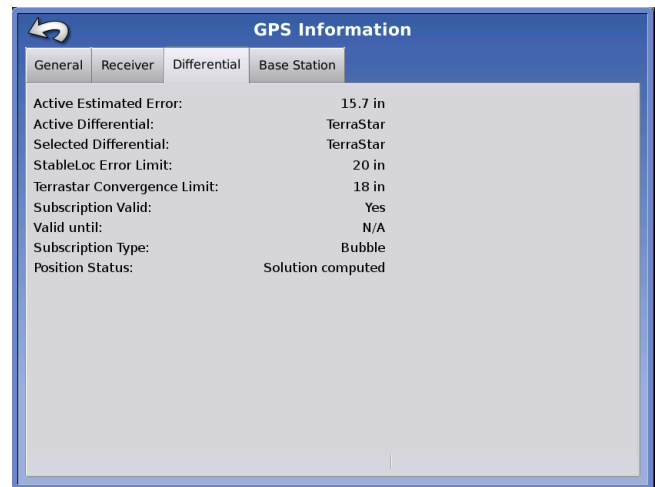 GPS Information
General Receiver Differential Base Station
Active Estimated Error: 15.7 in
Active Differential: TerraStar
Selected Differential: TerraStar
StableLoc Error Limit: 20 in
Terrastar Convergence Limit: 18 in
Subscription Valid: Yes
Valid until: N/A
Subscription Type: Bubble
Position Status: Solution computed